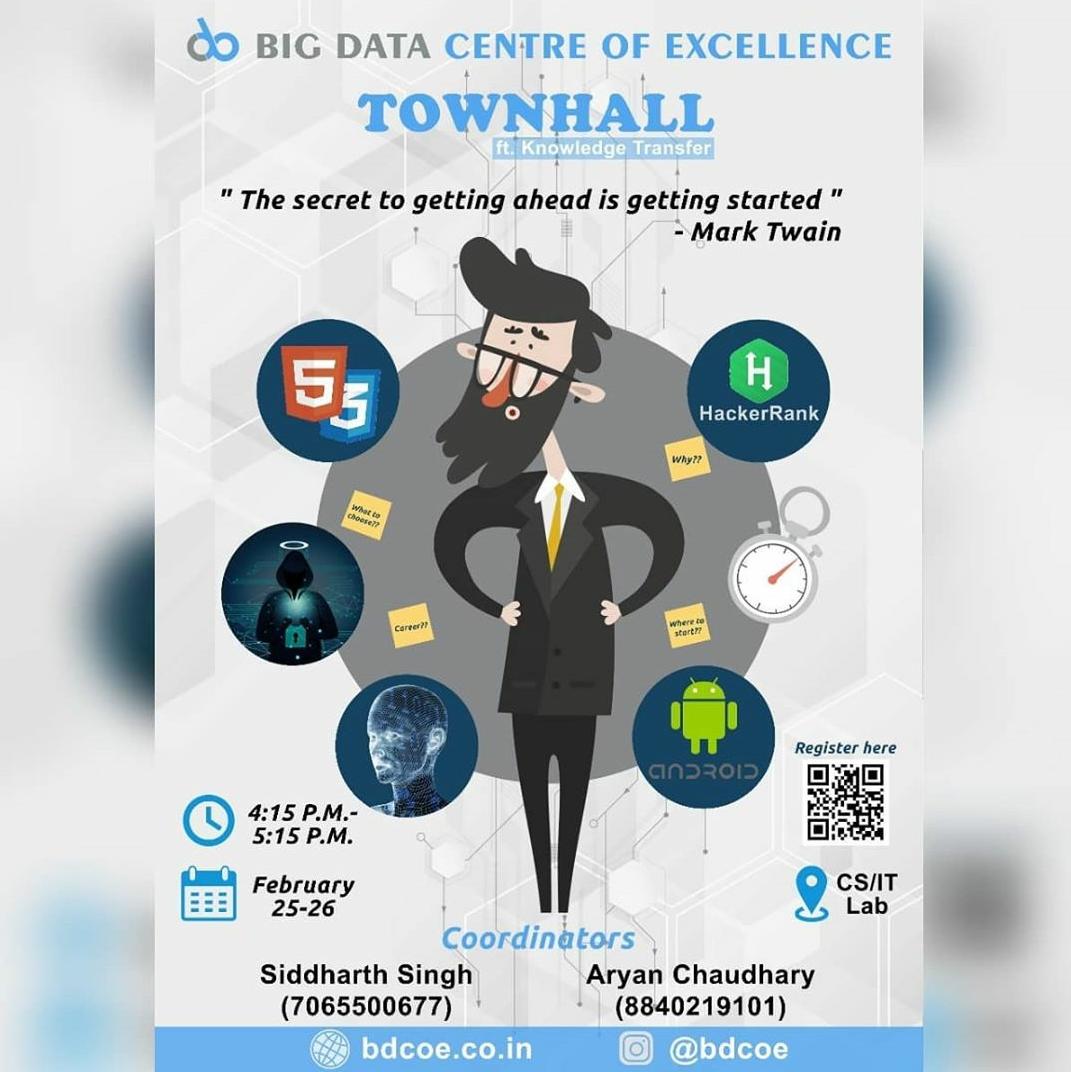 BIG DATA CENTRE OF EXCELLENCE
TOWNHALL
ft. Knowledge Transfer
" The secret to getting ahead is getting started "
- Mark Twain
5
3
H
HackerRank
Why??
What to
choose??
Career??
Where to
start??
ANDROID
Register here
4:15 P.M.-
5:15 P.M.
February
25-26
CS/IT
Lab
Coordinators
Siddharth Singh
(7065500677)
Aryan Chaudhary
(8840219101)
bdcoe.co.in
@bdcoe